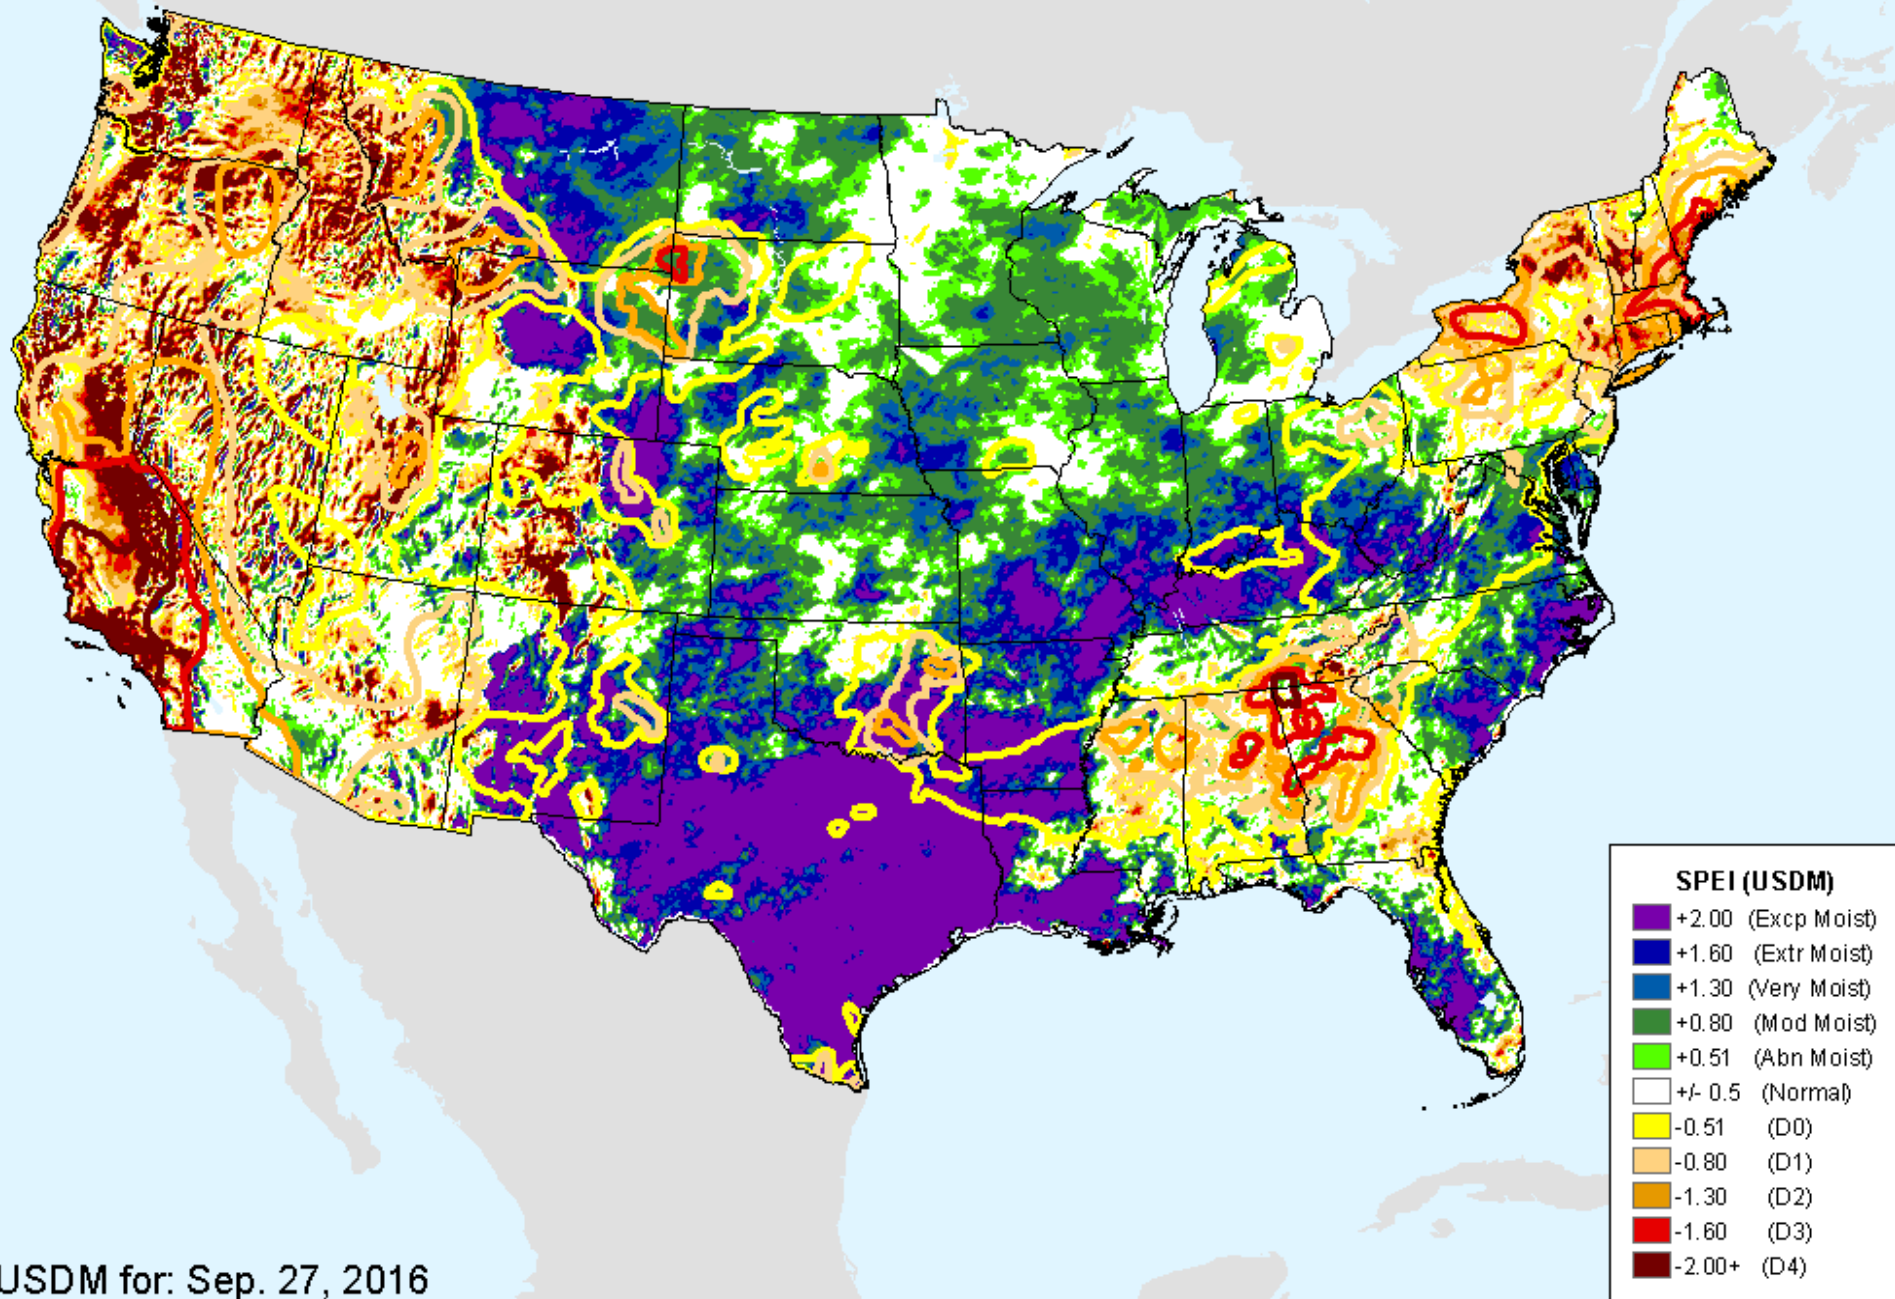 SPEI (USDM)
+2.00 (Excp Moist)
+1.60 (Extr Moist)
+1.30 (Very Moist)
+0.80 (Mod Moist)
+0.51 (Abn Moist)
+/- 0.5 (Normal)
-0.51 (D0)
-0.80 (D1)
-1.30 (D2)
-1.60 (D3)
-2.00+ (D4)
USDM for: Sep. 27, 2016